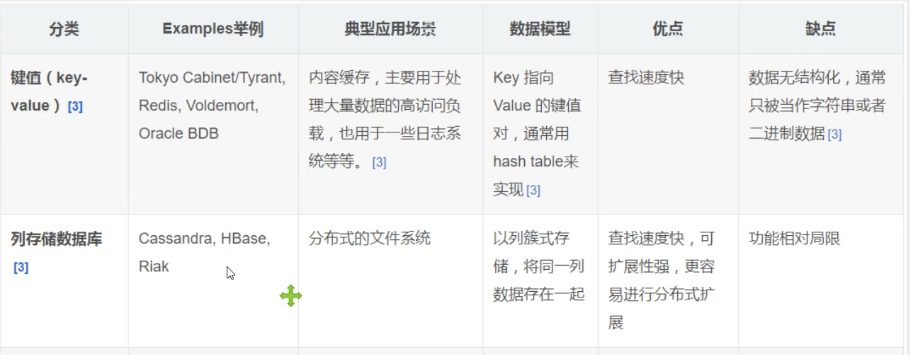 分类 Examples举例 典型应用场景 数据模型 优点 缺点
键值（key-
value）[3]
Tokyo Cabinet/Tyrant,
Redis, Voldemort,
Oracle BDB
内容缓存，主要用于处
理大量数据的高访问负
载，也用于一些日志系
统等等。 [3]
Key 指向
Value 的键值
对，通常用
hash table来
实现[3]
查找速度快
数据无结构化，通常
只被当作字符串或者
二进制数据[3]
列存储数据库
[3]
Cassandra, HBase,
Riak
分布式的文件系统
以列簇式存
储，将同一列
数据存在一起
查找速度快，可
扩展性强，更容
易进行分布式扩
展
功能相对局限